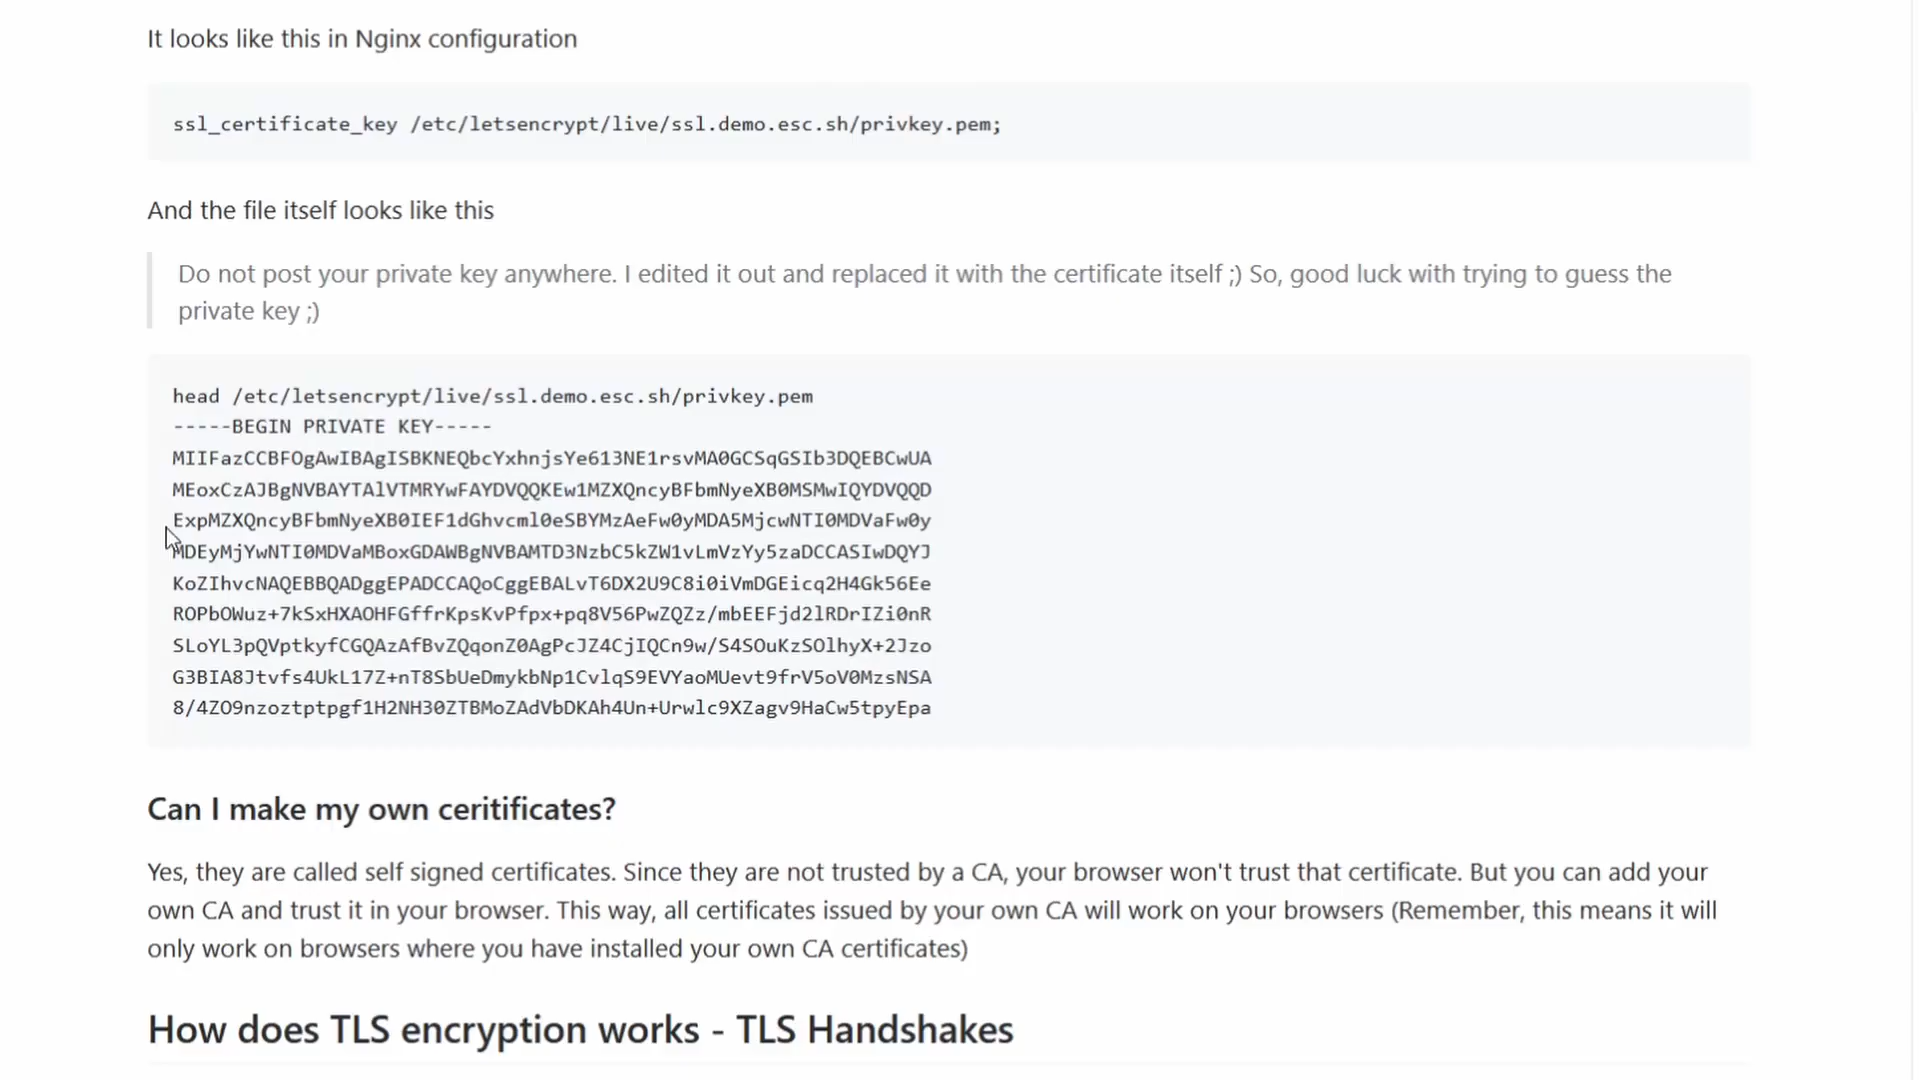 It looks like this in Nginx configuration
ssl_certificate_key /etc/letsencrypt/live/ssl.demo.esc.sh/privkey.pem;
And the file itself looks like this
Do not post your private key anywhere. I edited it out and replaced it with the certificate itself ;) So, good luck with trying to guess the
private key ;)
head /etc/letsencrypt/live/ssl.demo.esc.sh/privkey.pem
-----BEGIN PRIVATE KEY-----
MIIFazCCBFOgAwIBAgISBKNEQbcYxhnjsYe613NE1rsvMA0GCSqGSIb3DQEBCwUA
MEoxCzAJBgNVBAYTAlVTMRYwFAYDVQQKEw1MZXQncyBFbmNyeXB0MSMwIQYDVQQD
ExpMZXQncyBFbmNyeXB0IEF1dGhvcml0eSBYMzAeFw0yMDA5MjcwNTI0MDVaFw0y
MDEyMjYwNTI0MDVaMBoxGDAWBgNVBAMTD3NzbC5kZW1vLmVzYy5zaDCCASIwDQYJ
KoZIhvcNAQEBBQADggEPADCCAQoCggEBALvT6DX2U9C8i0iVmDGEicq2H4Gk56Ee
ROPbOWuz+7kSxHXAOHFGffrKpsKvPfpx+pq8V56PwZQZz/mbEEFjd2lRDrIZi0nR
SLoYL3pQVptkyfCGQAzAfBvZQqonZ0AgPcJZ4CjIQCn9w/S4SOuKzSOlhyX+2Jzo
G3BIA8Jtvfs4UkL17Z+nT8SbUeDmykbNp1CvlqS9EVYaoMUevt9frV5oV0MzsNSA
8/4ZO9nzoztptpgf1H2NH30ZTBMoZAdVbDKAh4Un+Urwlc9XZagv9HaCw5tpyEpa
Can I make my own ceritificates?
Yes, they are called self signed certificates. Since they are not trusted by a CA, your browser won't trust that certificate. But you can add your
own CA and trust it in your browser. This way, all certificates issued by your own CA will work on your browsers (Remember, this means it will
only work on browsers where you have installed your own CA certificates)
How does TLS encryption works - TLS Handshakes